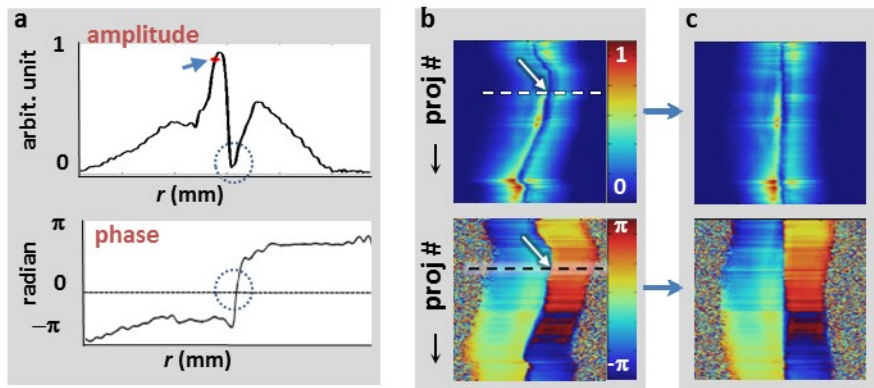 a
amplitude
1
arbit. unit
0
r (mm)
π
phase
radian
0
−π
r (mm)
b
proj #
1
0
proj #
π
-π
c